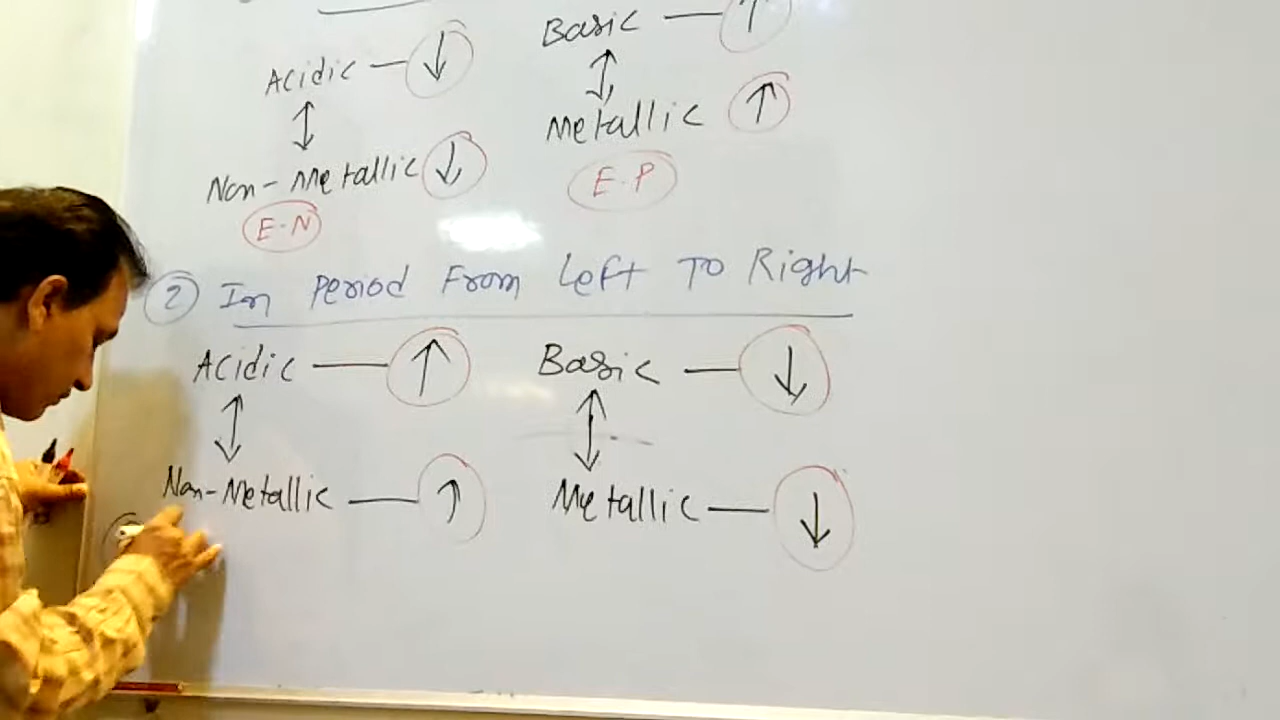 Acidic — ↓ Basic — ↑
↕ ↕
Non-Metallic ↓ Metallic ↑
E.N E.P
② In Period From Left To Right
Acidic — ↑ Basic — ↓
↕ ↕
Non-Metallic — ↑ Metallic — ↓